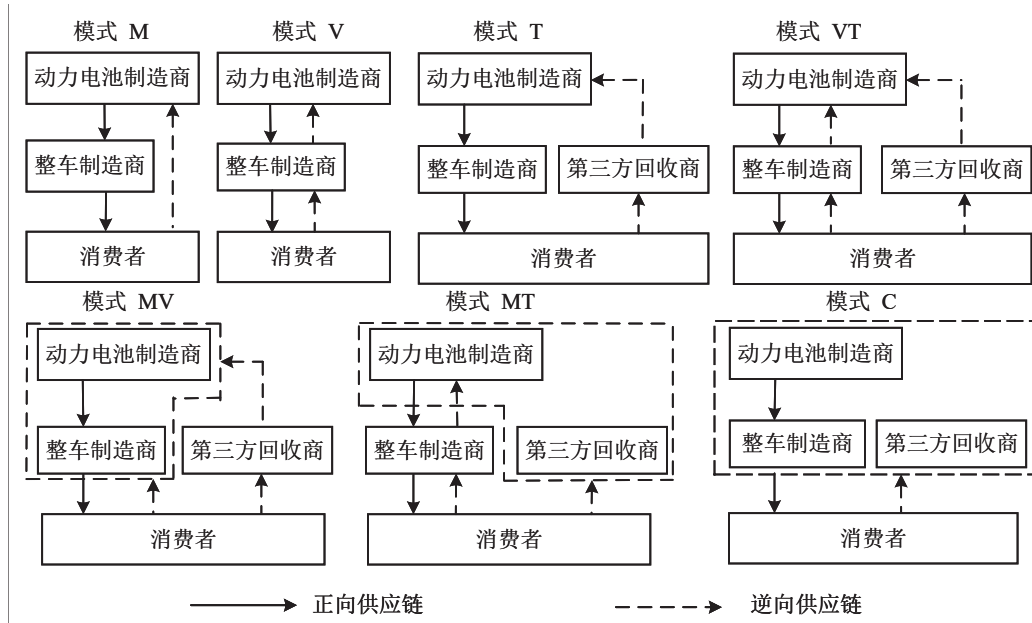 模式 M
模式 V
模式 T
模式 VT
动力电池制造商
动力电池制造商
动力电池制造商
动力电池制造商
整车制造商
整车制造商
整车制造商
第三方回收商
整车制造商
第三方回收商
消费者
消费者
消费者
消费者
模式 MV
模式 MT
模式 C
动力电池制造商
动力电池制造商
动力电池制造商
整车制造商
第三方回收商
整车制造商
第三方回收商
整车制造商
第三方回收商
消费者
消费者
消费者
正向供应链
逆向供应链